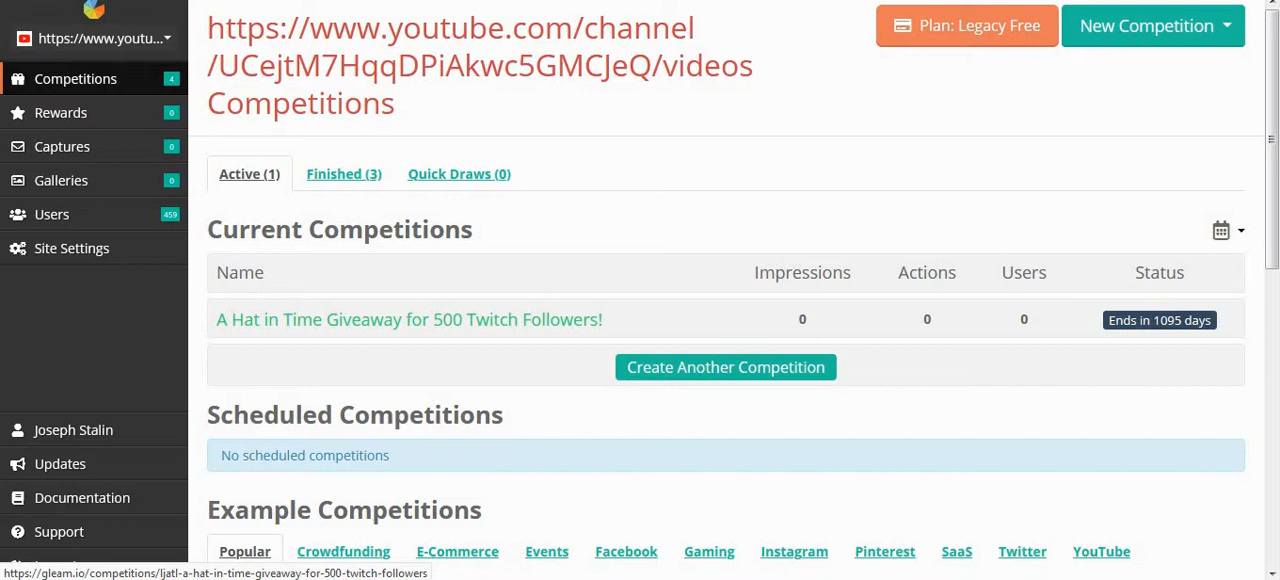 https://www.youtu...
Competitions 4
Rewards 0
Captures 0
Galleries 0
Users 459
Site Settings
Joseph Stalin
Updates
Documentation
Support
https://www.youtube.com/channel
/UCejtM7HqqDPiAkwc5GMCJeQ/videos
Competitions
Plan: Legacy Free
New Competition
Active (1) Finished (3) Quick Draws (0)
Current Competitions
Name Impressions Actions Users Status
A Hat in Time Giveaway for 500 Twitch Followers! 0 0 0 Ends in 1095 days
Create Another Competition
Scheduled Competitions
No scheduled competitions
Example Competitions
Popular Crowdfunding E-Commerce Events Facebook Gaming Instagram Pinterest SaaS Twitter YouTube
https://gleam.io/competitions/ljatl-a-hat-in-time-giveaway-for-500-twitch-followers